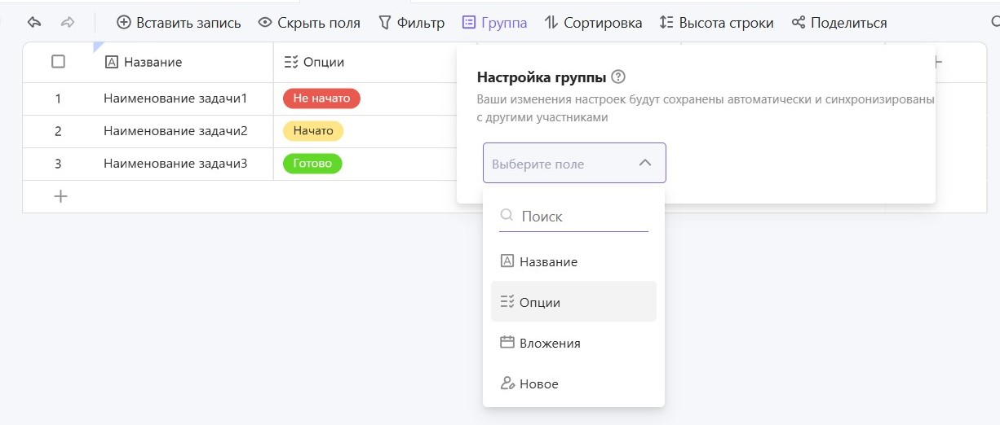 Вставить запись Скрыть поля Фильтр Группа Сортировка Высота строки Поделиться
Название Опции
1 Наименование задачи1 Не начато
2 Наименование задачи2 Начато
3 Наименование задачи3 Готово
Настройка группы
Ваши изменения настроек будут сохранены автоматически и синхронизированы
с другими участниками
Выберите поле
Поиск
Название
Опции
Вложения
Новое